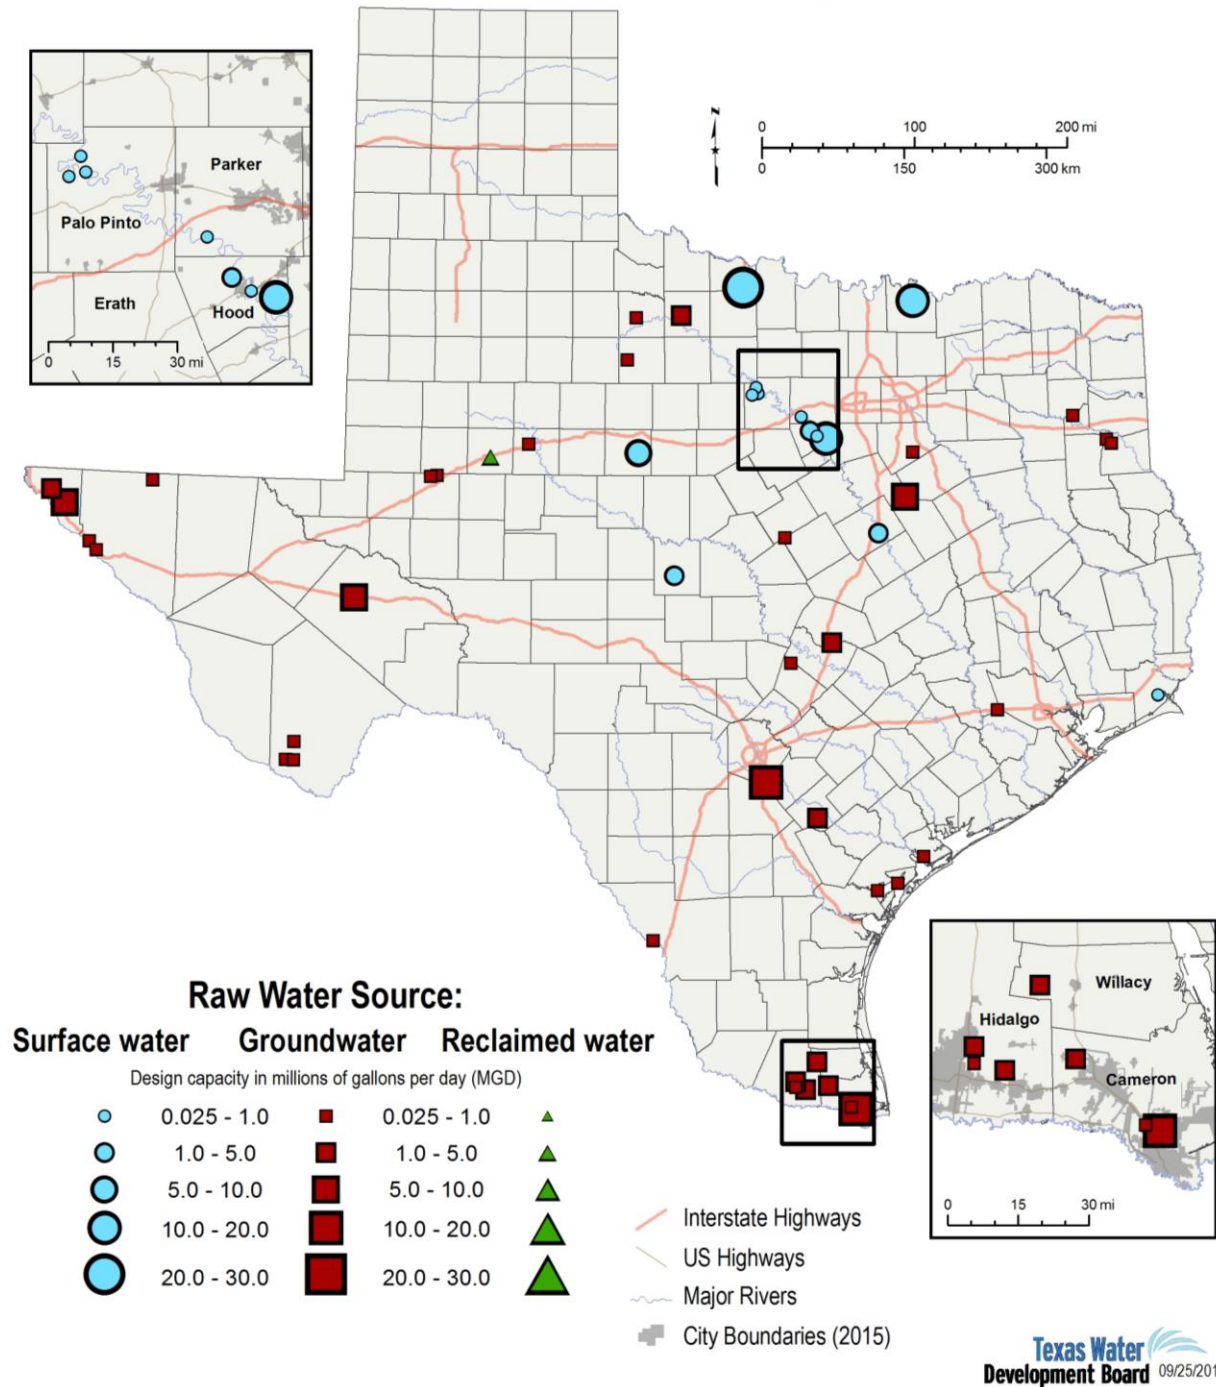 N
0 100 200 mi
0 150 300 km
Parker
Palo Pinto
Erath
Hood
0 15 30 mi
Raw Water Source:
Surface water Groundwater Reclaimed water
Design capacity in millions of gallons per day (MGD)
0.025 - 1.0 0.025 - 1.0
1.0 - 5.0 1.0 - 5.0
5.0 - 10.0 5.0 - 10.0
10.0 - 20.0 10.0 - 20.0
20.0 - 30.0 20.0 - 30.0
Interstate Highways
US Highways
Major Rivers
City Boundaries (2015)
Willacy
Hidalgo
Cameron
0 15 30 mi
Texas Water
Development Board 09/25/201